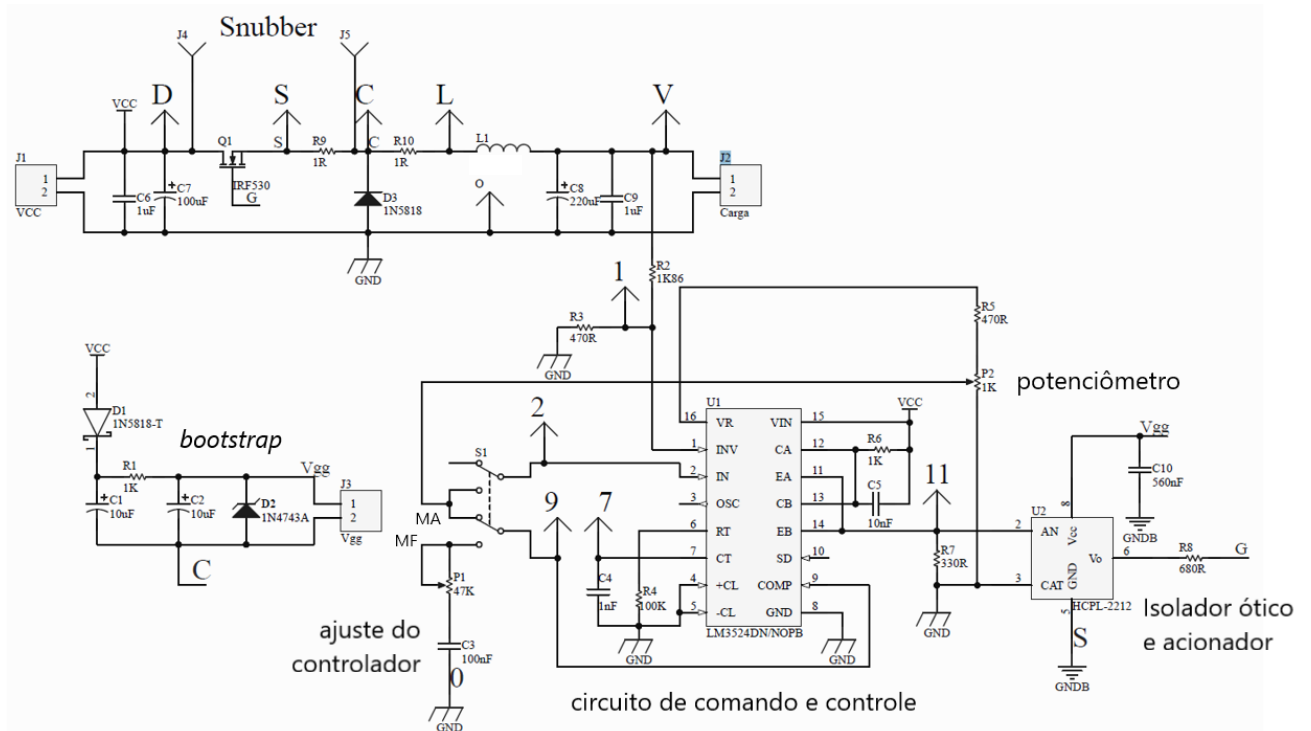 Snubber
J4
J5
VCC
D
S
C
L
V
J1
1
2
VCC
C6
1uF
C7
100uF
Q1
IRF530
G
S
R9
1R
C
R10
1R
L1
D3
1N5818
O
C8
220uF
C9
1uF
J2
1
2
Carga
GND
R2
1K86
1
R3
470R
GND
R5
470R
P2
1K
potenciômetro
VCC
2
D1
1N5818-T
1
bootstrap
R1
1K
Vgg
C1
10uF
C2
10uF
D2
1N4743A
J3
1
2
Vgg
C
S1
2
MA
MF
9
7
P1
47K
C3
100nF
0
GND
ajuste do
controlador
C4
1nF
R4
100K
GND
U1
16 VR VIN 15
1 INV CA 12
2 IN EA 11
3 OSC CB 13
6 RT EB 14
7 CT SD 10
4 +CL COMP 9
5 -CL GND 8
LM3524DN/NOPB
GND
VCC
R6
1K
C5
10nF
11
R7
330R
GND
Vgg
C10
560nF
GNDB
U2
8
Vcc
2 AN
Vo 6
3 CAT
GND
5
HCPL-2212
R8
680R
G
S
GNDB
Isolador ótico
e acionador
circuito de comando e controle